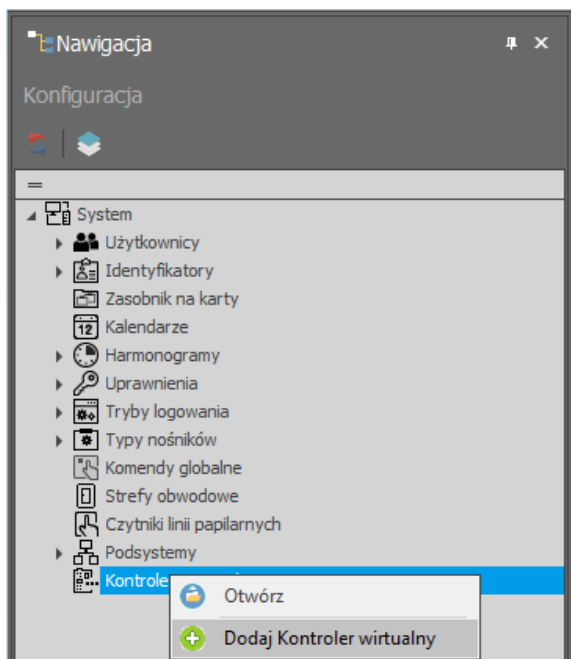 Nawigacja
Konfiguracja
=
System
Użytkownicy
Identyfikatory
Zasobnik na karty
12 Kalendarze
Harmonogramy
Uprawnienia
Tryby logowania
Typy nośników
Komendy globalne
Strefy obwodowe
Czytniki linii papilarnych
Podsystemy
Otwórz
Dodaj Kontroler wirtualny